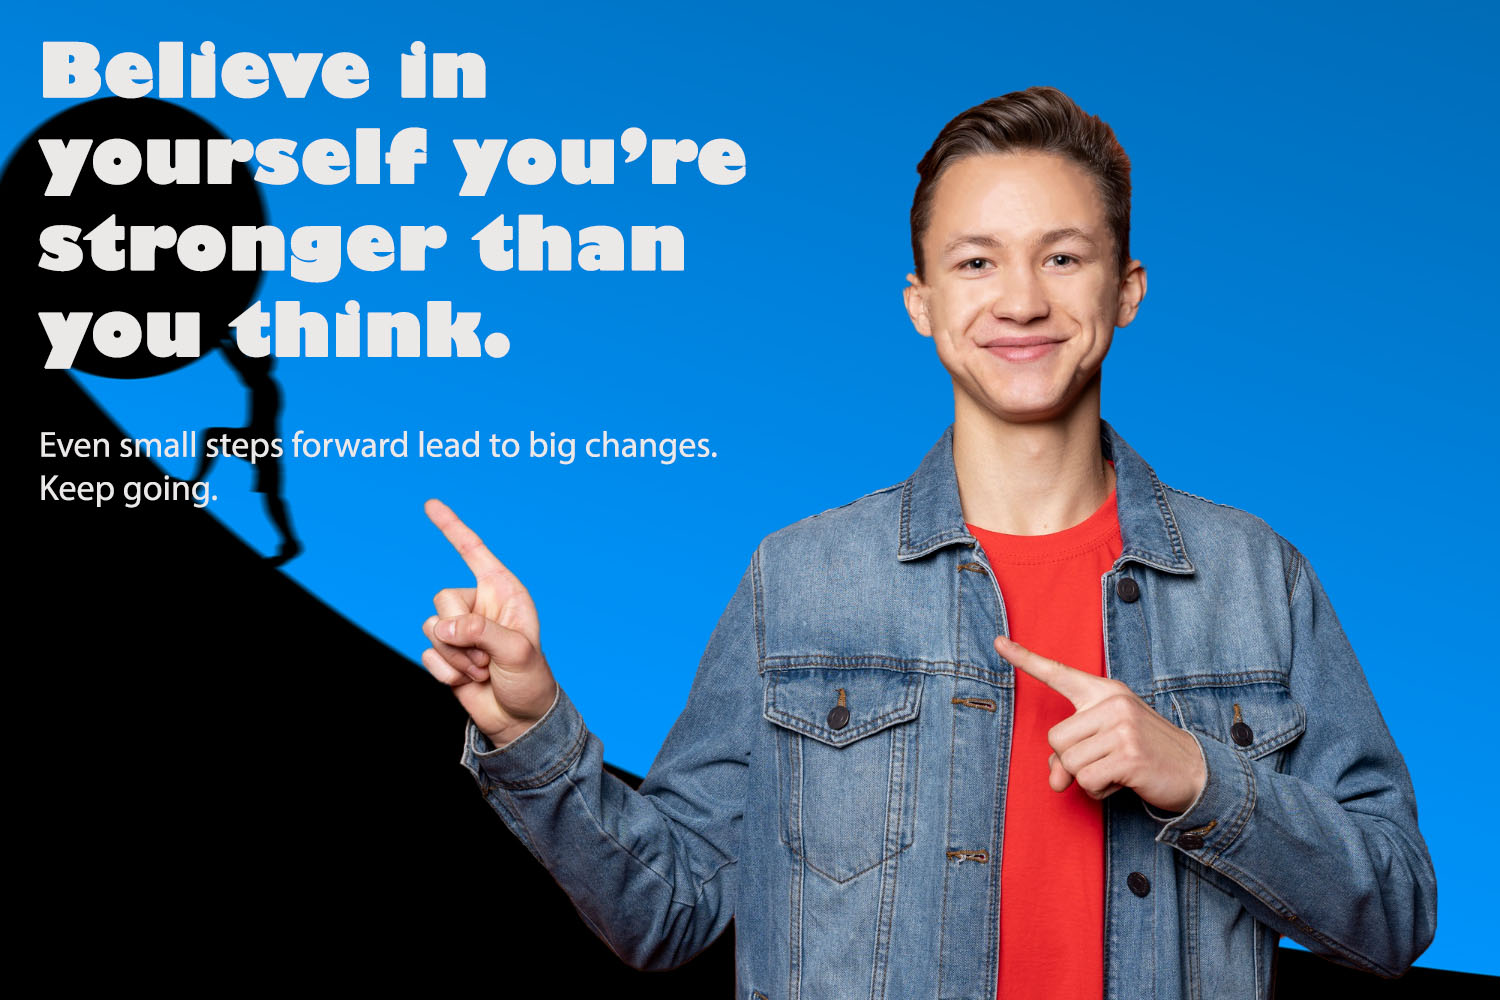 Believe in
yourself you’re
stronger than
you think.
Even small steps forward lead to big changes.
Keep going.